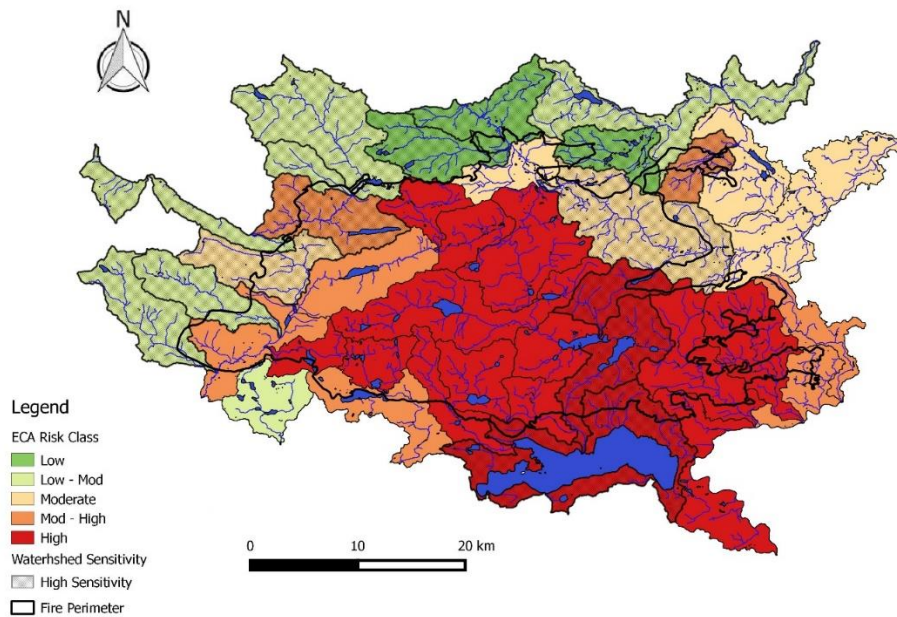 N
Legend
ECA Risk Class
Low
Low - Mod
Moderate
Mod - High
High
Waterhshed Sensitivity
High Sensitivity
Fire Perimeter
0 10 20 km